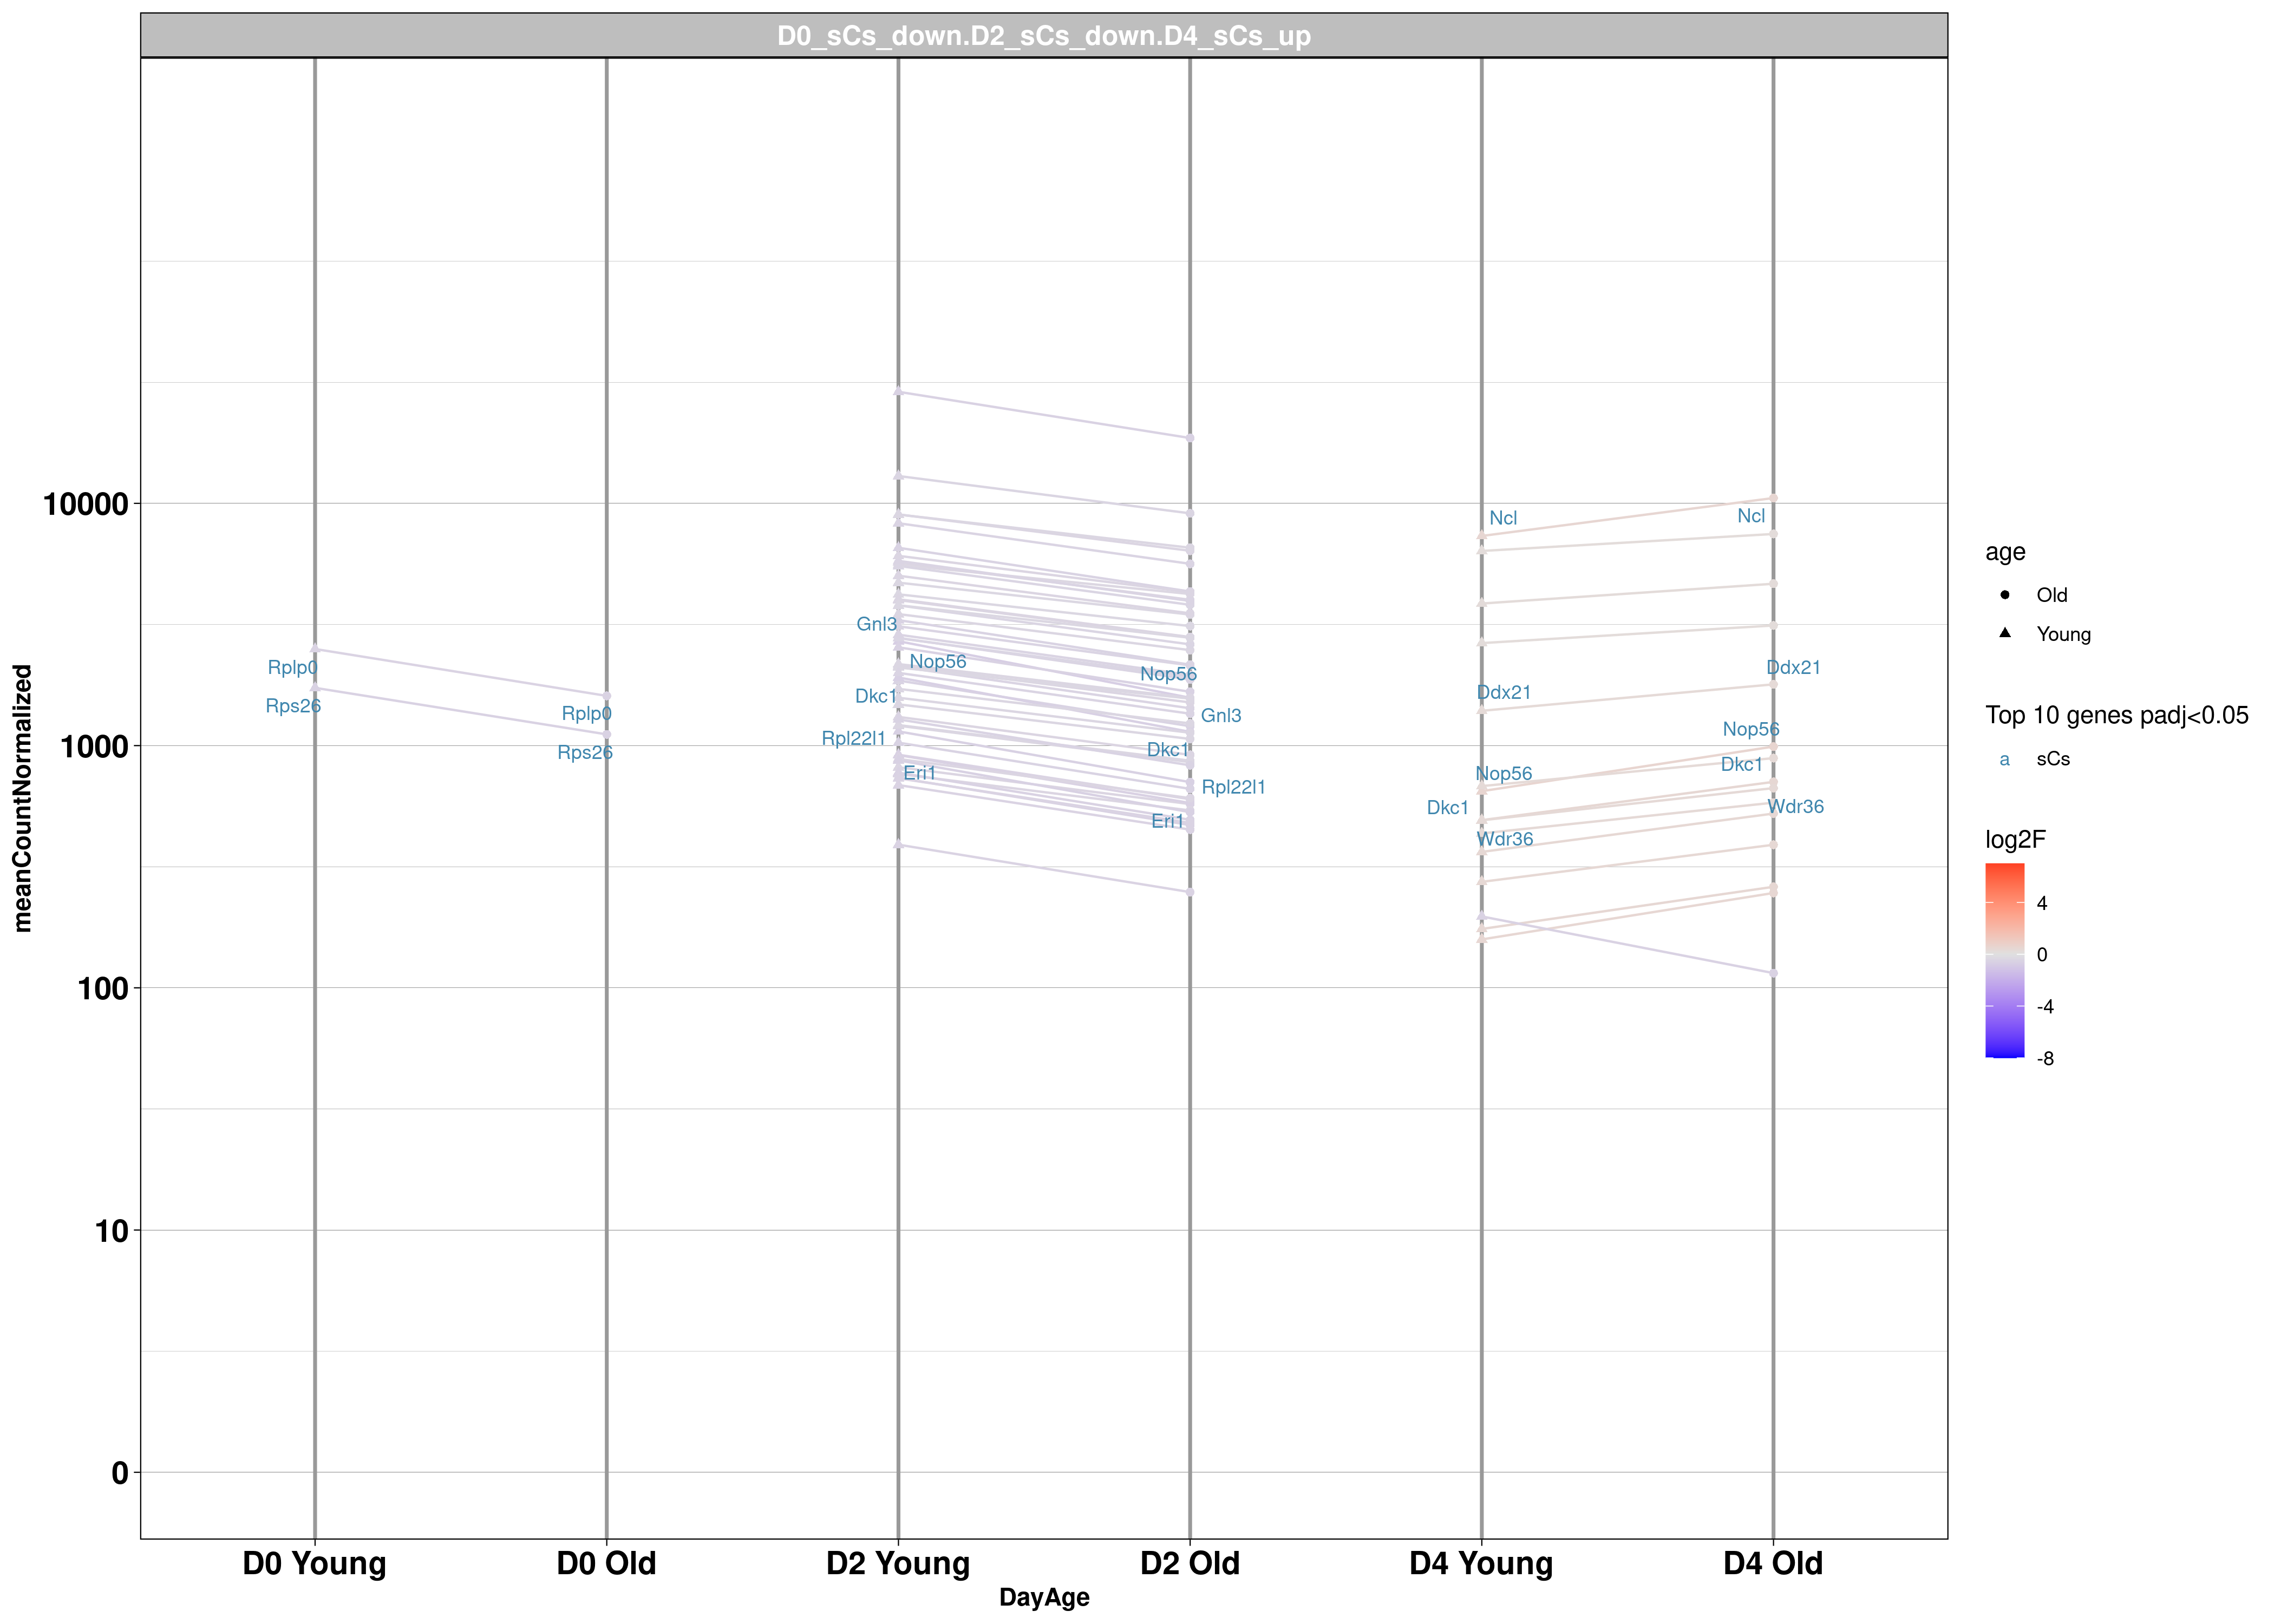 D0_sCs_down.D2_sCs_down.D4_sCs_up
meanCountNormalized
10000
1000
100
10
0
Rplp0
Rps26
Rplp0
Rps26
Gnl3
Nop56
Dkc1
Rpl22l1
Eri1
Nop56
Gnl3
Dkc1
Rpl22l1
Eri1
Ncl
Ddx21
Nop56
Dkc1
Wdr36
Ncl
Ddx21
Nop56
Dkc1
Wdr36
D0 Young
D0 Old
D2 Young
D2 Old
D4 Young
D4 Old
DayAge
age
Old
Young
Top 10 genes padj<0.05
a sCs
log2F
4
0
-4
-8